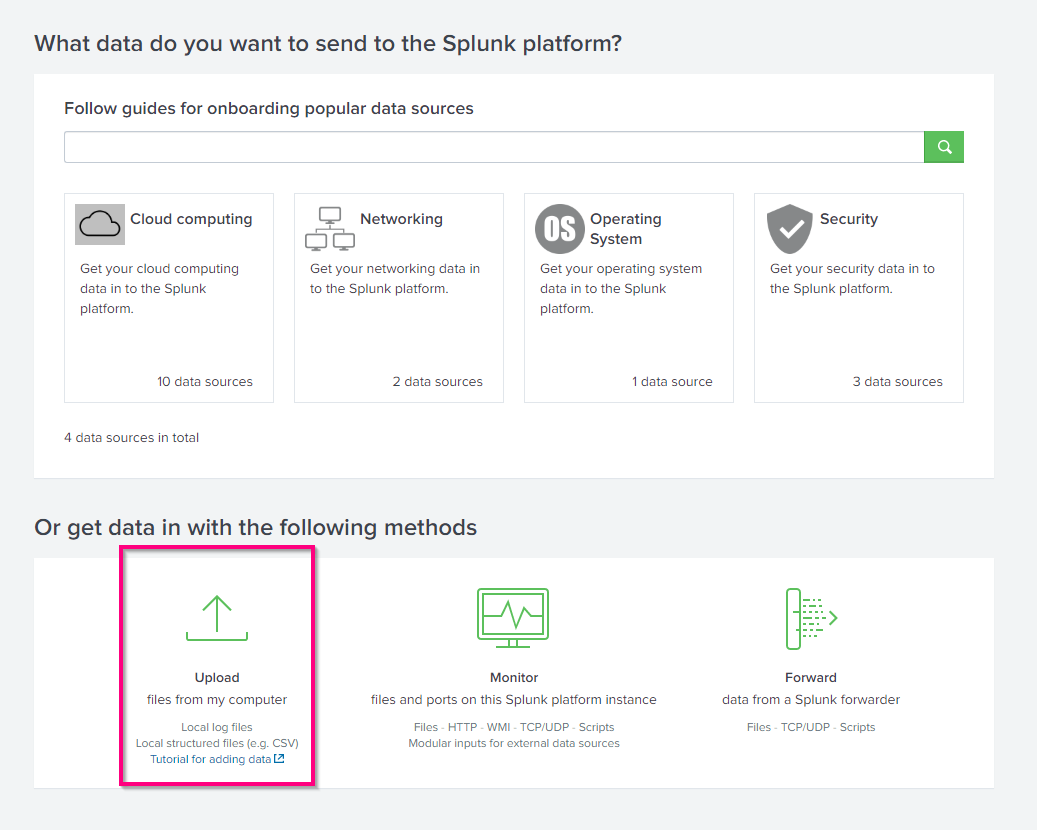 What data do you want to send to the Splunk platform?
Follow guides for onboarding popular data sources
Cloud computing
Get your cloud computing
data in to the Splunk
platform.
10 data sources
Networking
Get your networking data in
to the Splunk platform.
2 data sources
OS
Operating
System
Get your operating system
data in to the Splunk
platform.
1 data source
Security
Get your security data in to
the Splunk platform.
3 data sources
4 data sources in total
Or get data in with the following methods
Upload
files from my computer
Local log files
Local structured files (e.g. CSV)
Tutorial for adding data
Monitor
files and ports on this Splunk platform instance
Files - HTTP - WMI - TCP/UDP - Scripts
Modular inputs for external data sources
Forward
data from a Splunk forwarder
Files - TCP/UDP - Scripts